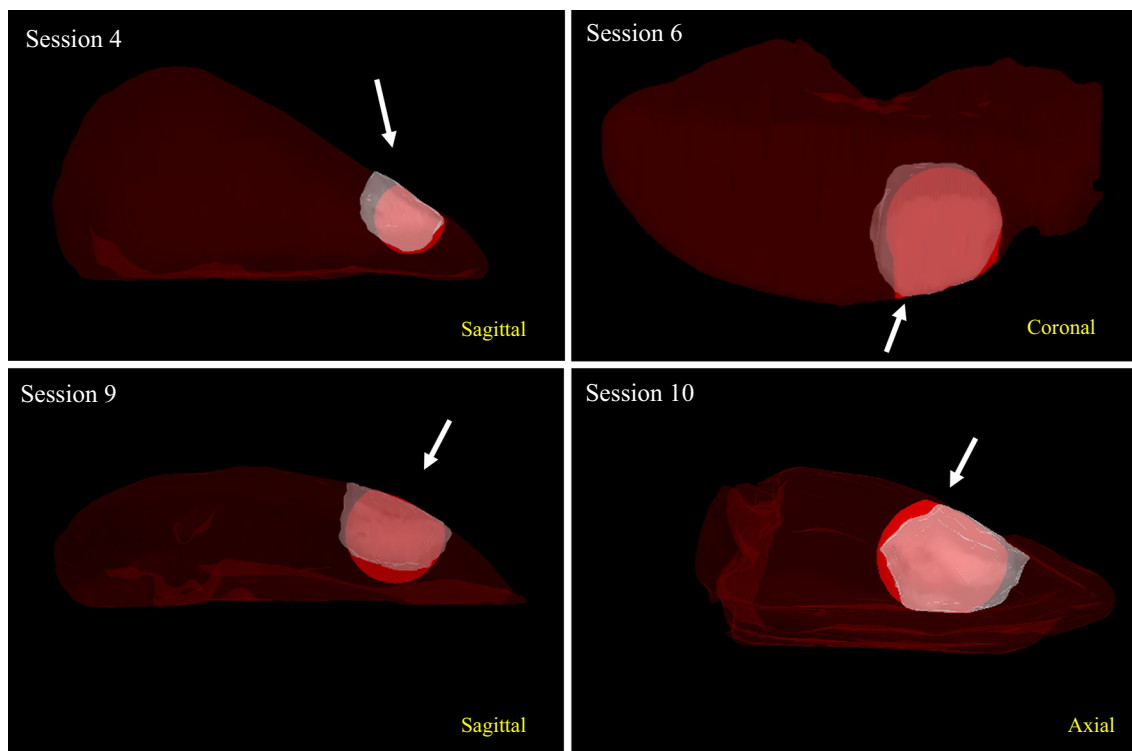 Session 4
Sagittal
Session 6
Coronal
Session 9
Sagittal
Session 10
Axial